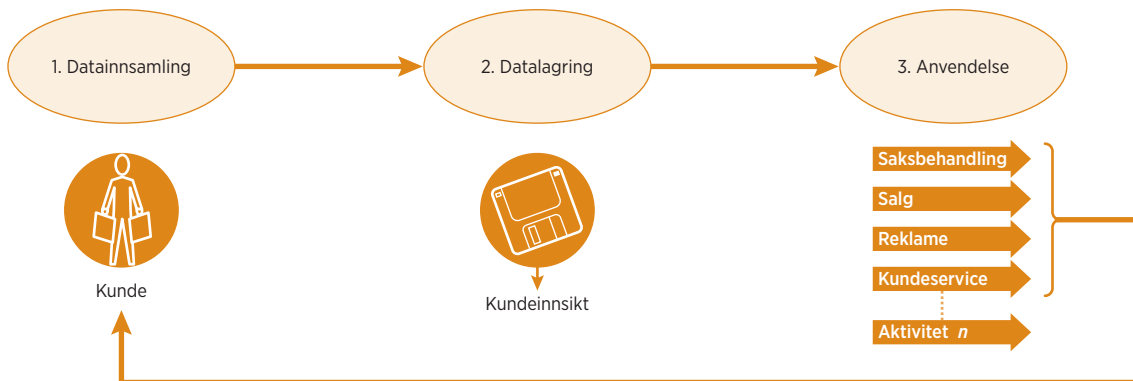 1. Datainnsamling
2. Datalagring
3. Anvendelse
Kunde
Kundeinnsikt
Saksbehandling
Salg
Reklame
Kundeservice
Aktivitet n